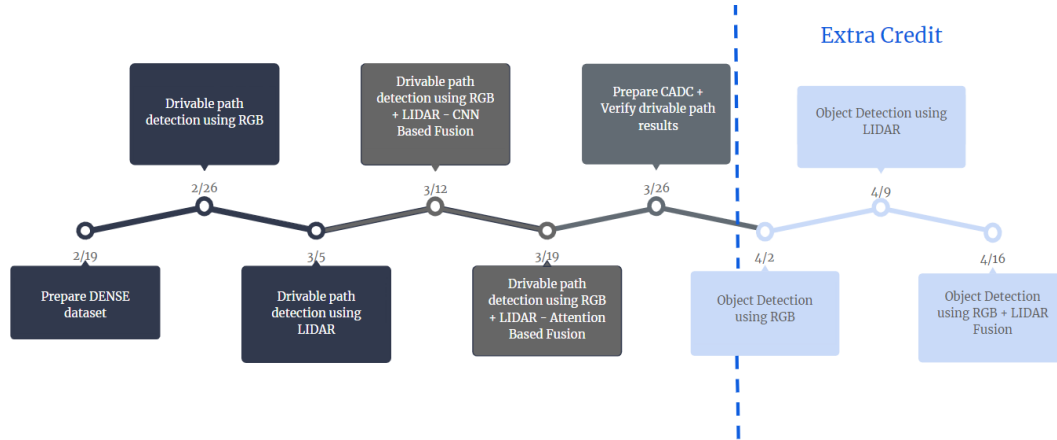 Extra Credit
Drivable path
detection using RGB
2/26
Drivable path
detection using RGB
+ LIDAR – CNN
Based Fusion
3/12
Prepare CADC +
Verify drivable path
results
3/26
Object Detection using
LIDAR
4/9
2/19
Prepare DENSE
dataset
3/5
Drivable path
detection using
LIDAR
3/19
Drivable path
detection using RGB
+ LIDAR – Attention
Based Fusion
4/2
Object Detection
using RGB
4/16
Object Detection
using RGB + LIDAR
Fusion